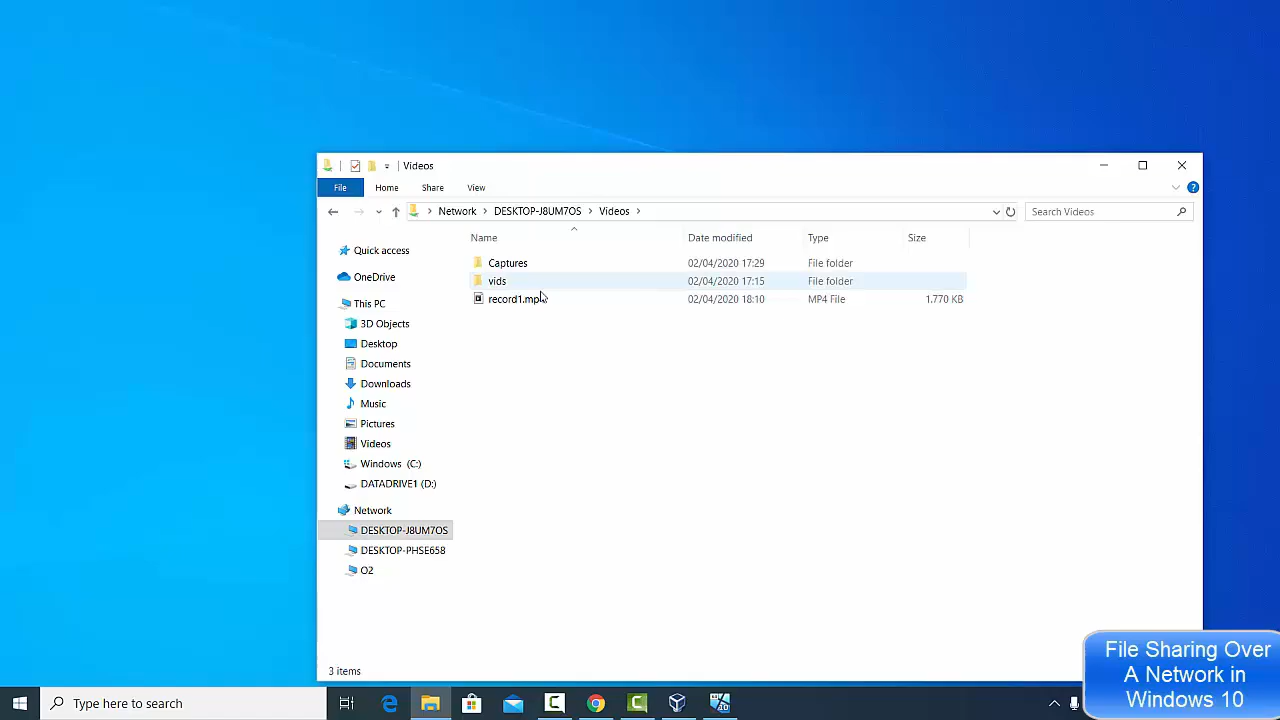 Videos
File Home Share View
Network DESKTOP-J8UM7OS Videos
Search Videos
Name Date modified Type Size
Quick access
OneDrive
This PC
3D Objects
Desktop
Documents
Downloads
Music
Pictures
Videos
Windows (C:)
DATADRIVE1 (D:)
Network
DESKTOP-J8UM7OS
DESKTOP-PHSE658
O2
Captures 02/04/2020 17:29 File folder
vids 02/04/2020 17:15 File folder
record1.mp4 02/04/2020 18:10 MP4 File 1.770 KB
3 items
File Sharing Over
A Network in
Windows 10
Type here to search